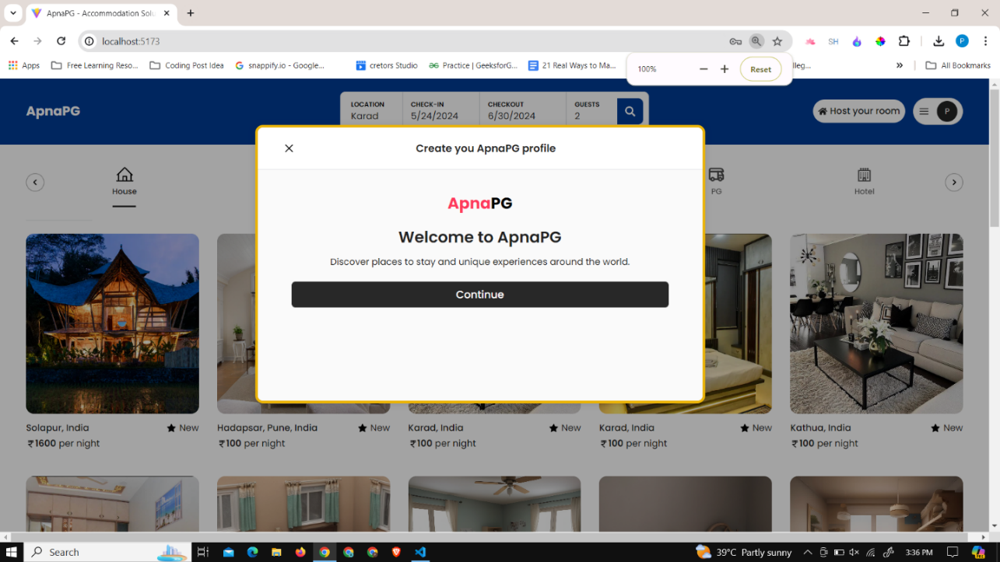 ApnaPG - Accommodation Solu
localhost:5173
SH
P
Apps
Free Learning Reso...
Coding Post Idea
snappify.io - Google...
cretors Studio
Practice | GeeksforG...
21 Real Ways to Ma...
lleg...
»
All Bookmarks
100%
Reset
ApnaPG
LOCATION
Karad
CHECK-IN
5/24/2024
CHECKOUT
6/30/2024
GUESTS
2
Host your room
P
Create you ApnaPG profile
House
PG
Hotel
ApnaPG
Welcome to ApnaPG
Discover places to stay and unique experiences around the world.
Continue
Solapur, India
New
₹1600 per night
Hadapsar, Pune, India
New
₹100 per night
Karad, India
New
₹100 per night
Karad, India
New
₹100 per night
Kathua, India
New
₹100 per night
Search
39°C Partly sunny
3:36 PM